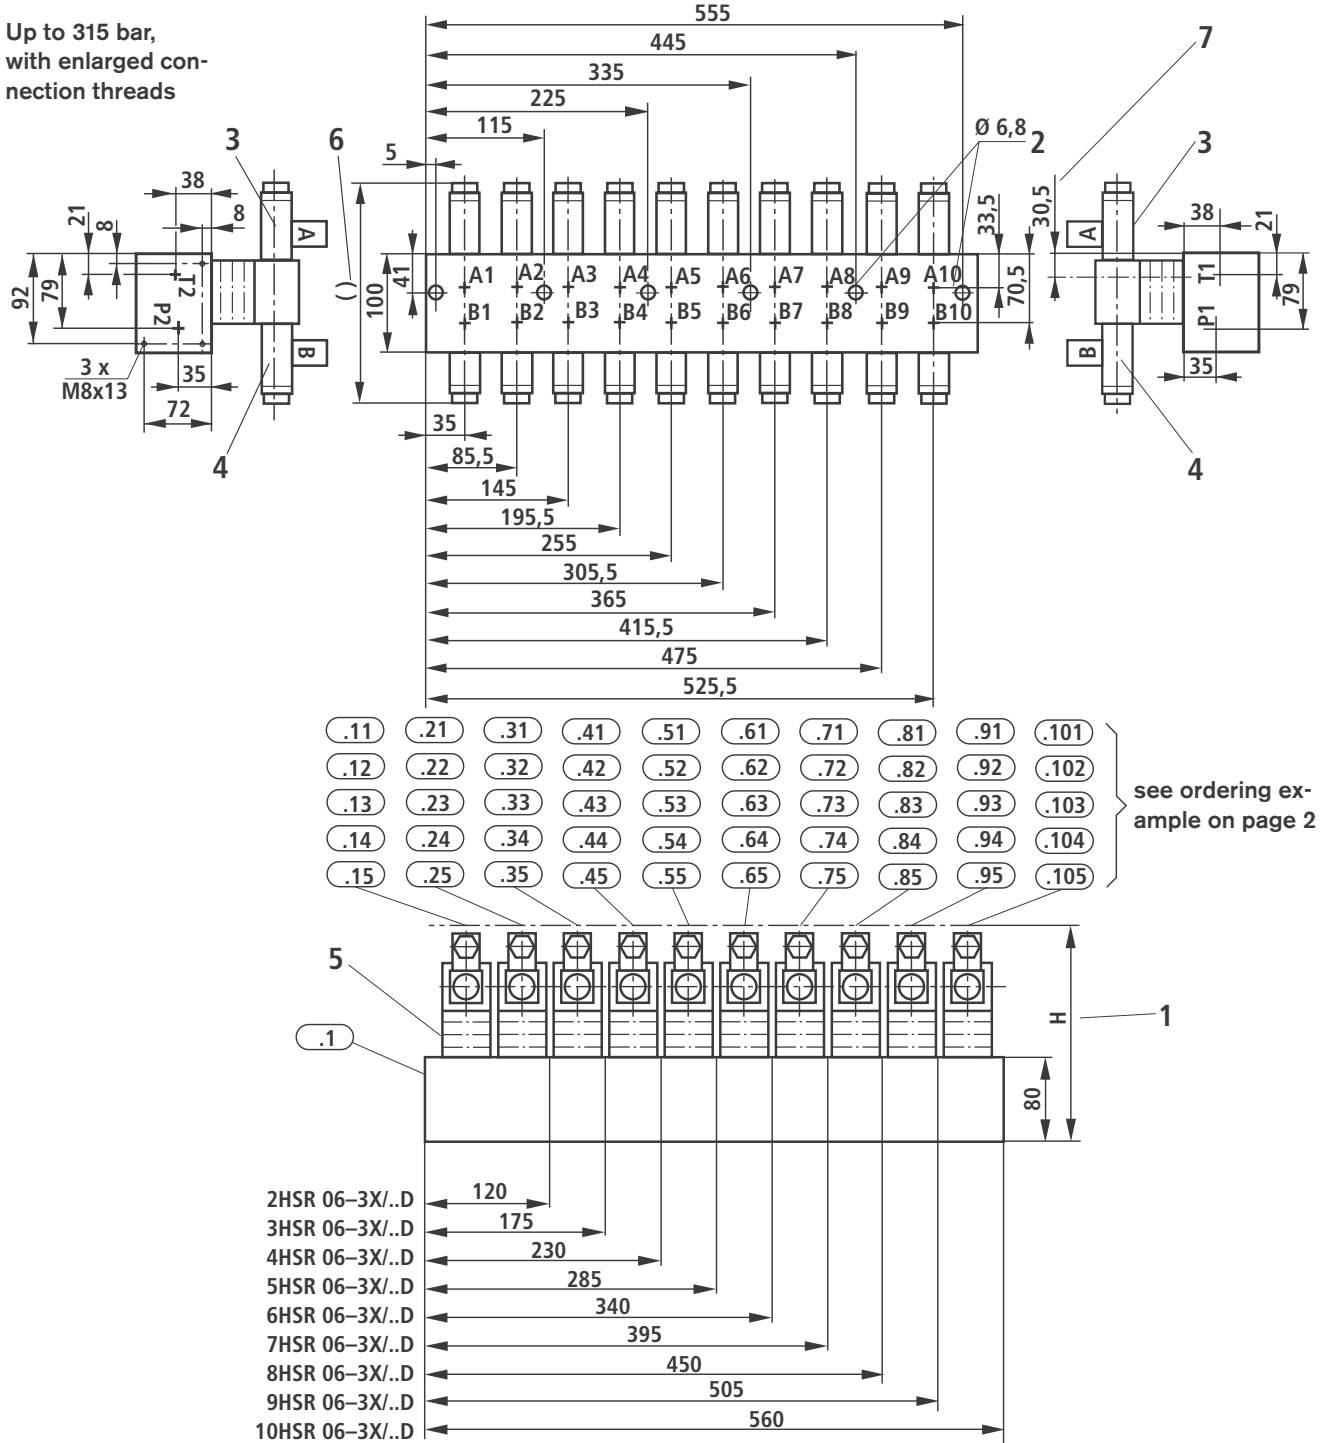 Up to 315 bar,
with enlarged con-
nection threads
555
445
335
225
115
5
7
3
6
Ø 6,8
2
3
38
8
21
8
92
79
T2
P2
A
B
3 x
M8x13
35
72
4
( )
100
41
A1 A2 A3 A4 A5 A6 A7 A8 A9 A10
B1 B2 B3 B4 B5 B6 B7 B8 B9 B10
33,5
70,5
30,5
A
B
38
21
T1
P1
79
35
4
35
85,5
145
195,5
255
305,5
365
415,5
475
525,5
.11 .21 .31 .41 .51 .61 .71 .81 .91 .101
.12 .22 .32 .42 .52 .62 .72 .82 .92 .102
.13 .23 .33 .43 .53 .63 .73 .83 .93 .103
.14 .24 .34 .44 .54 .64 .74 .84 .94 .104
.15 .25 .35 .45 .55 .65 .75 .85 .95 .105
see ordering ex-
ample on page 2
5
.1
H
1
80
2HSR 06–3X/..D 120
3HSR 06–3X/..D 175
4HSR 06–3X/..D 230
5HSR 06–3X/..D 285
6HSR 06–3X/..D 340
7HSR 06–3X/..D 395
8HSR 06–3X/..D 450
9HSR 06–3X/..D 505
10HSR 06–3X/..D 560